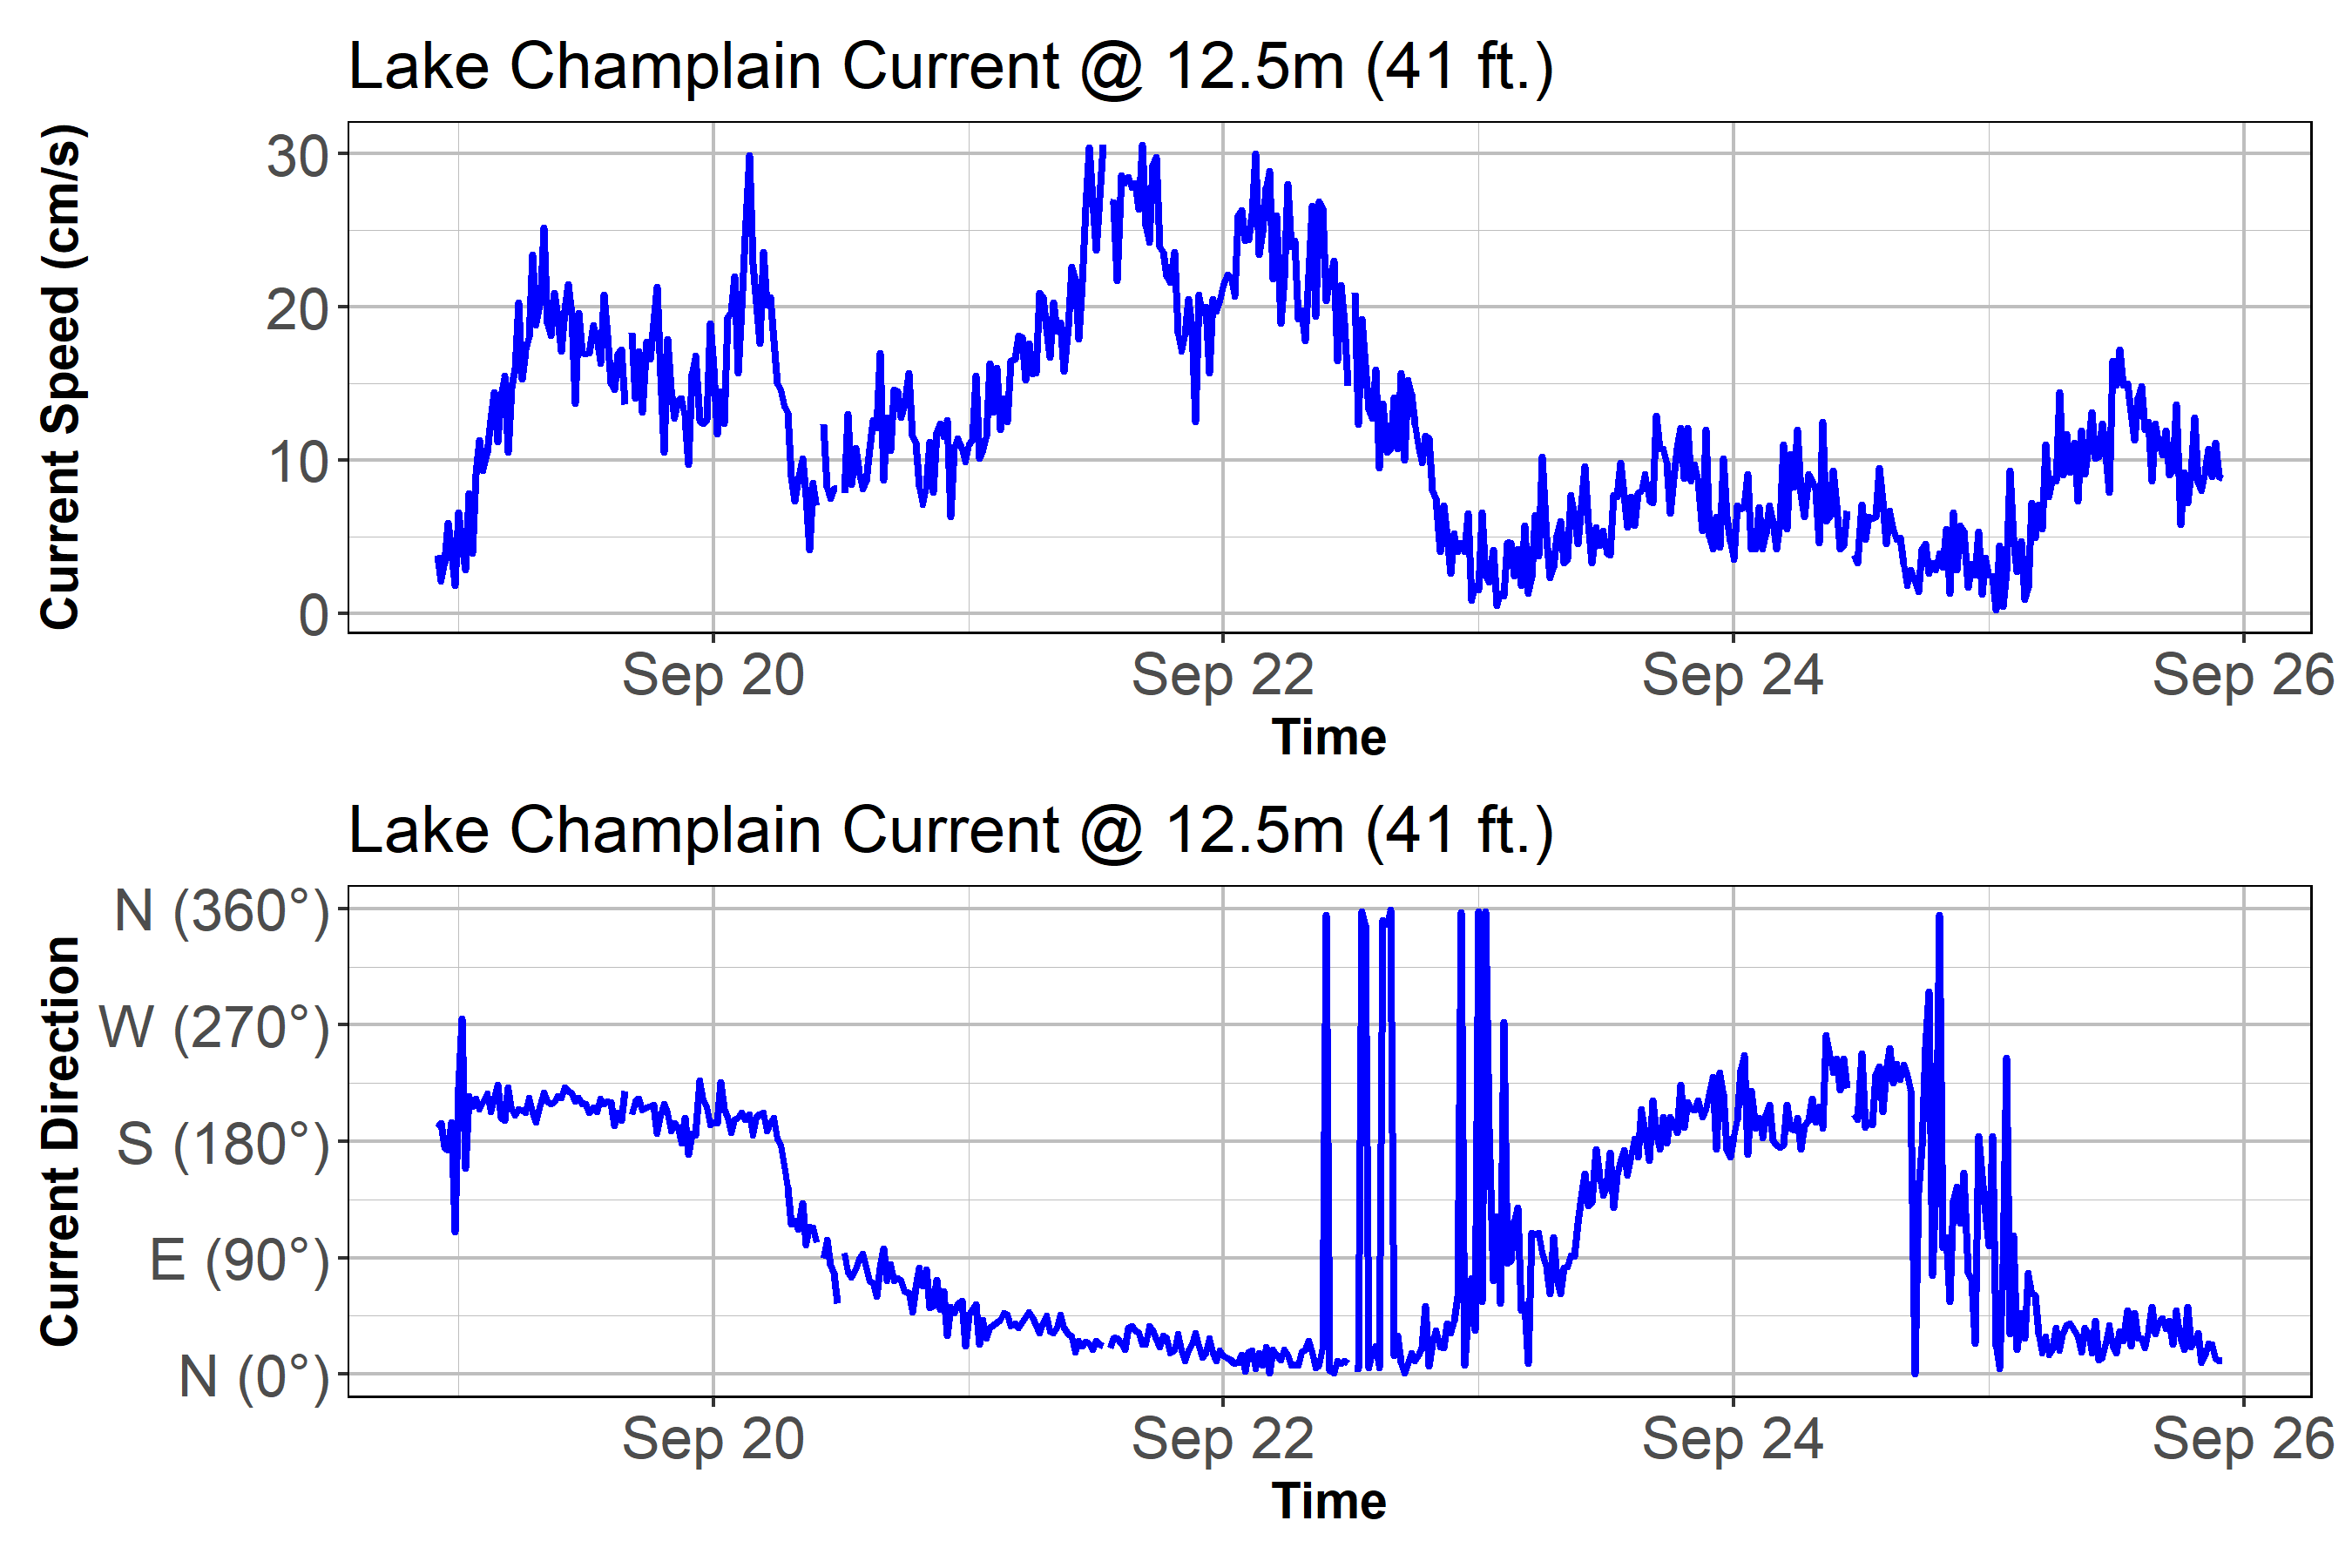 Lake Champlain Current @ 12.5m (41 ft.)
Current Speed (cm/s)
30
20
10
0
Sep 20 Sep 22 Sep 24 Sep 26
Time
Lake Champlain Current @ 12.5m (41 ft.)
Current Direction
N (360°)
W (270°)
S (180°)
E (90°)
N (0°)
Sep 20 Sep 22 Sep 24 Sep 26
Time